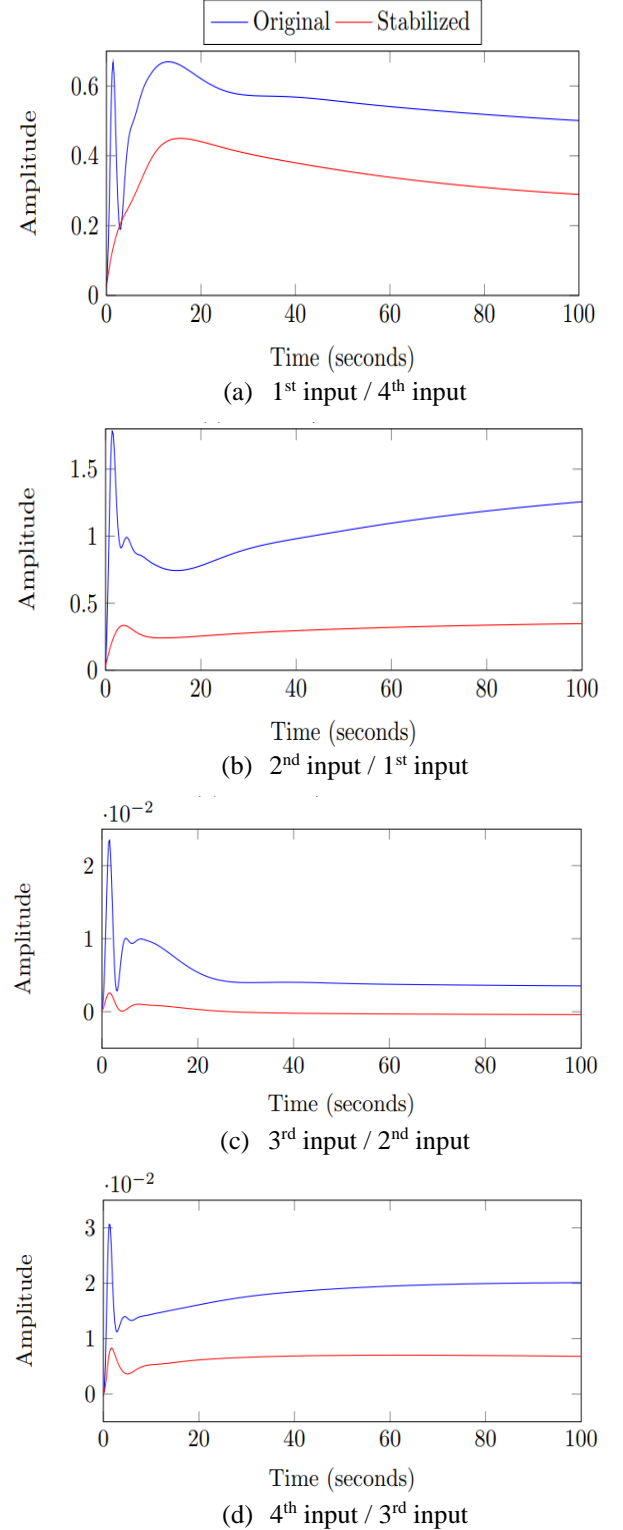 Original Stabilized
0.6
0.4
0.2
0
Amplitude
0 20 40 60 80 100
Time (seconds)
(a) 1st input / 4th input
1.5
1
0.5
0
Amplitude
0 20 40 60 80 100
Time (seconds)
(b) 2nd input / 1st input
·10−2
2
1
0
Amplitude
0 20 40 60 80 100
Time (seconds)
(c) 3rd input / 2nd input
·10−2
3
2
1
0
Amplitude
0 20 40 60 80 100
Time (seconds)
(d) 4th input / 3rd input